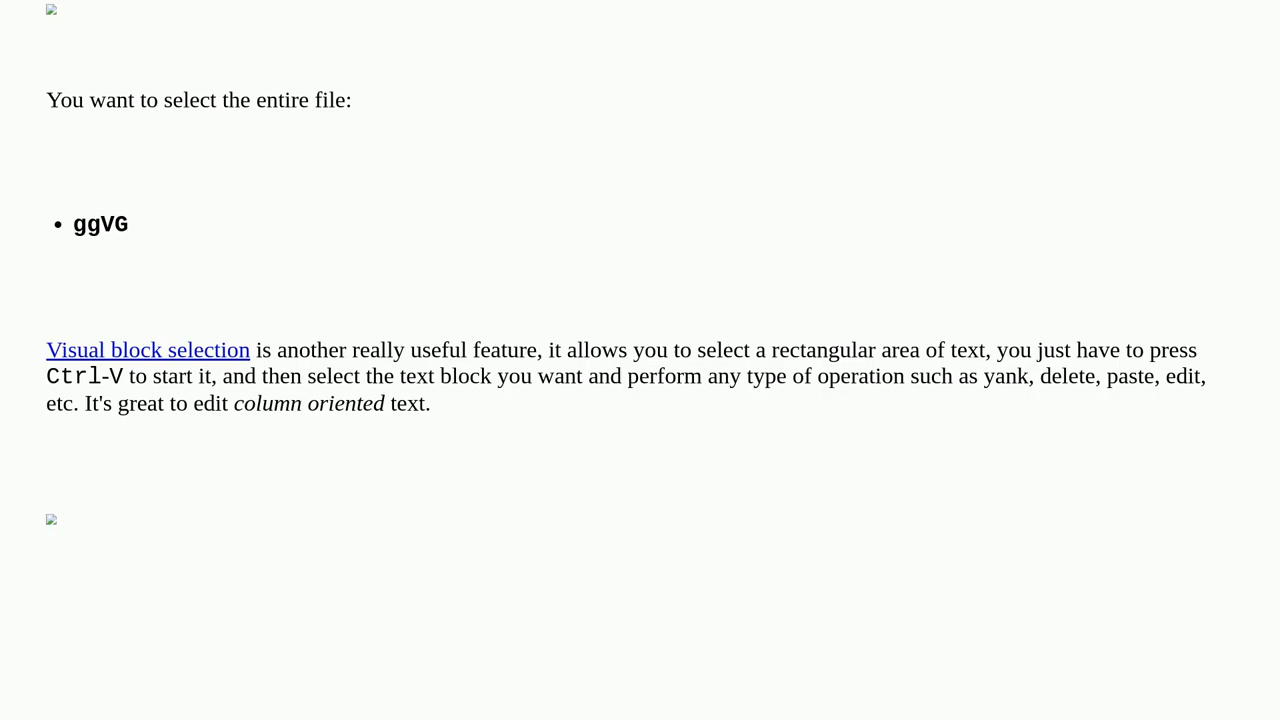 You want to select the entire file:
• ggVG
Visual block selection is another really useful feature, it allows you to select a rectangular area of text, you just have to press
Ctrl-V to start it, and then select the text block you want and perform any type of operation such as yank, delete, paste, edit,
etc. It's great to edit column oriented text.